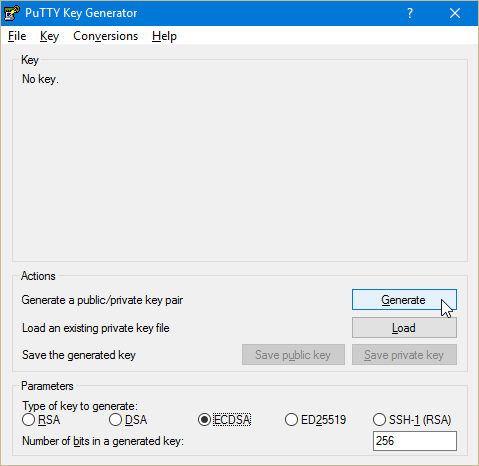 PuTTY Key Generator
File Key Conversions Help
Key
No key.
Actions
Generate a public/private key pair Generate
Load an existing private key file Load
Save the generated key Save public key Save private key
Parameters
Type of key to generate:
RSA DSA ECDSA ED25519 SSH-1 (RSA)
Number of bits in a generated key: 256